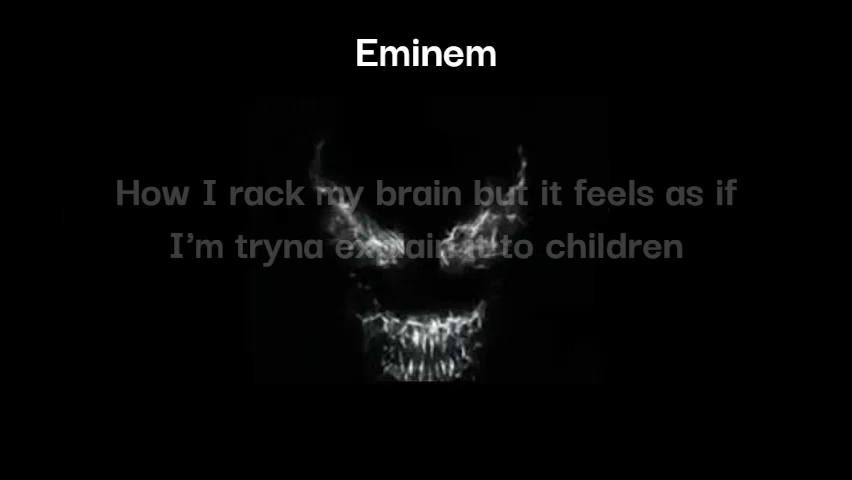 Eminem
How I rack my brain but it feels as if
I'm tryna explain it to children